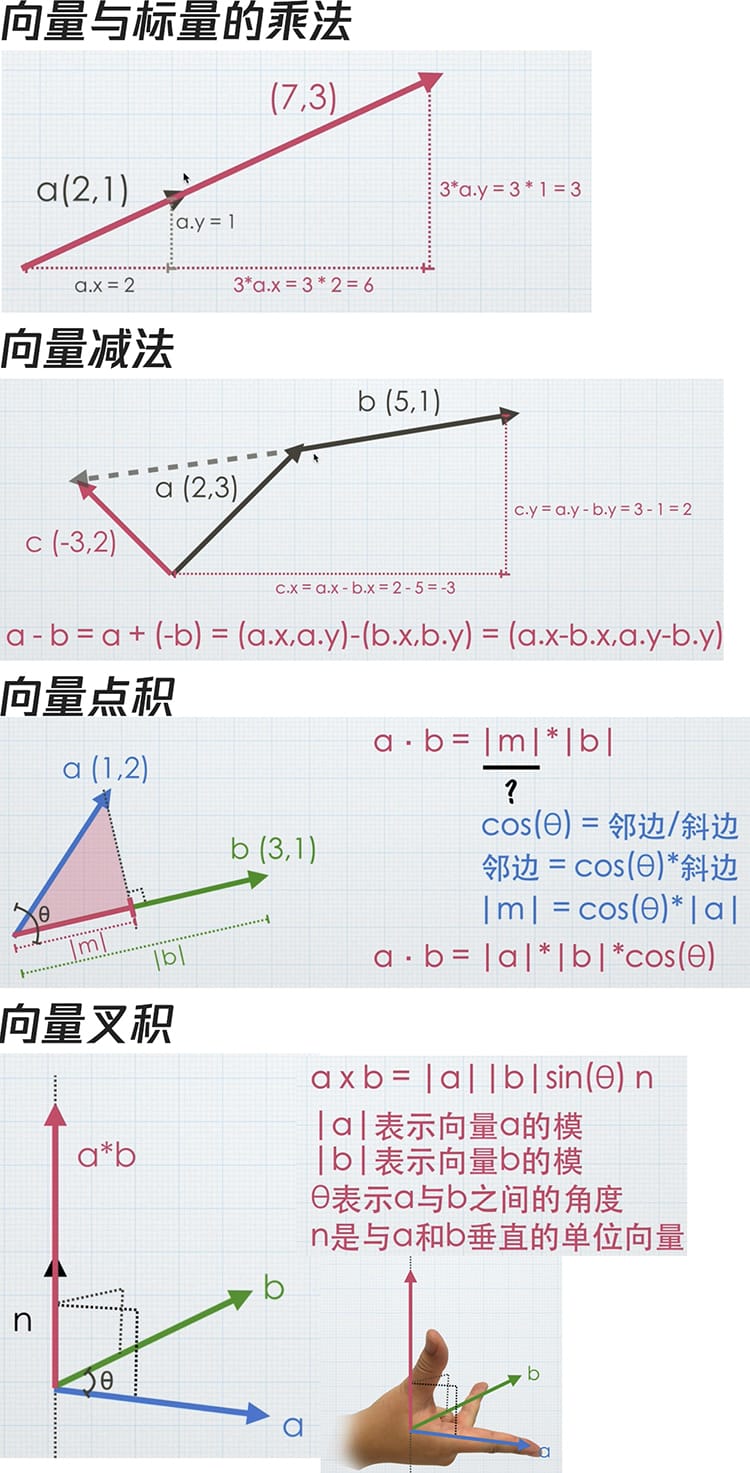 向量与标量的乘法
(7,3)
a(2,1)
3*a.y = 3 * 1 = 3
a.y = 1
a.x = 2
3*a.x = 3 * 2 = 6
向量减法
b (5,1)
a (2,3)
c.y = a.y - b.y = 3 - 1 = 2
c (-3,2)
c.x = a.x - b.x = 2 - 5 = -3
a - b = a + (-b) = (a.x,a.y)-(b.x,b.y) = (a.x-b.x,a.y-b.y)
向量点积
a · b = |m|*|b|
?
a (1,2)
cos(θ) = 邻边/斜边
b (3,1)
邻边 = cos(θ)*斜边
θ
|m| = cos(θ)*|a|
|m|
|b|
a · b = |a|*|b|*cos(θ)
向量叉积
a x b = |a| |b|sin(θ) n
|a|表示向量a的模
a*b
|b|表示向量b的模
θ表示a与b之间的角度
n是与a和b垂直的单位向量
b
n
θ
a
b
a